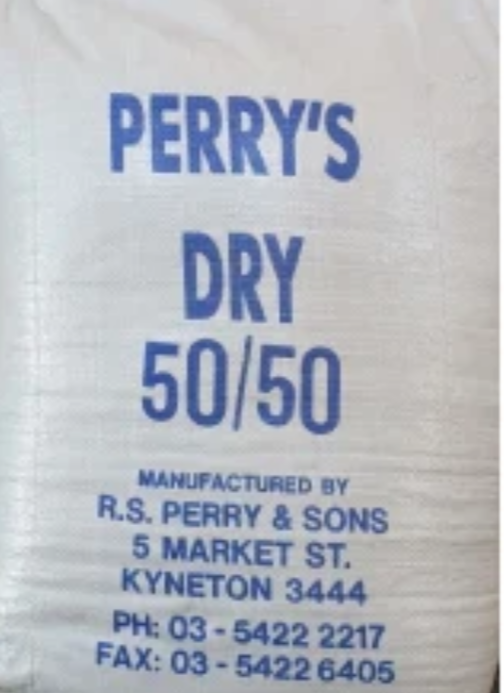 PERRY'S
DRY
50/50
MANUFACTURED BY
R.S. PERRY & SONS
5 MARKET ST.
KYNETON 3444
PH: 03 - 5422 2217
FAX: 03 - 5422 6405